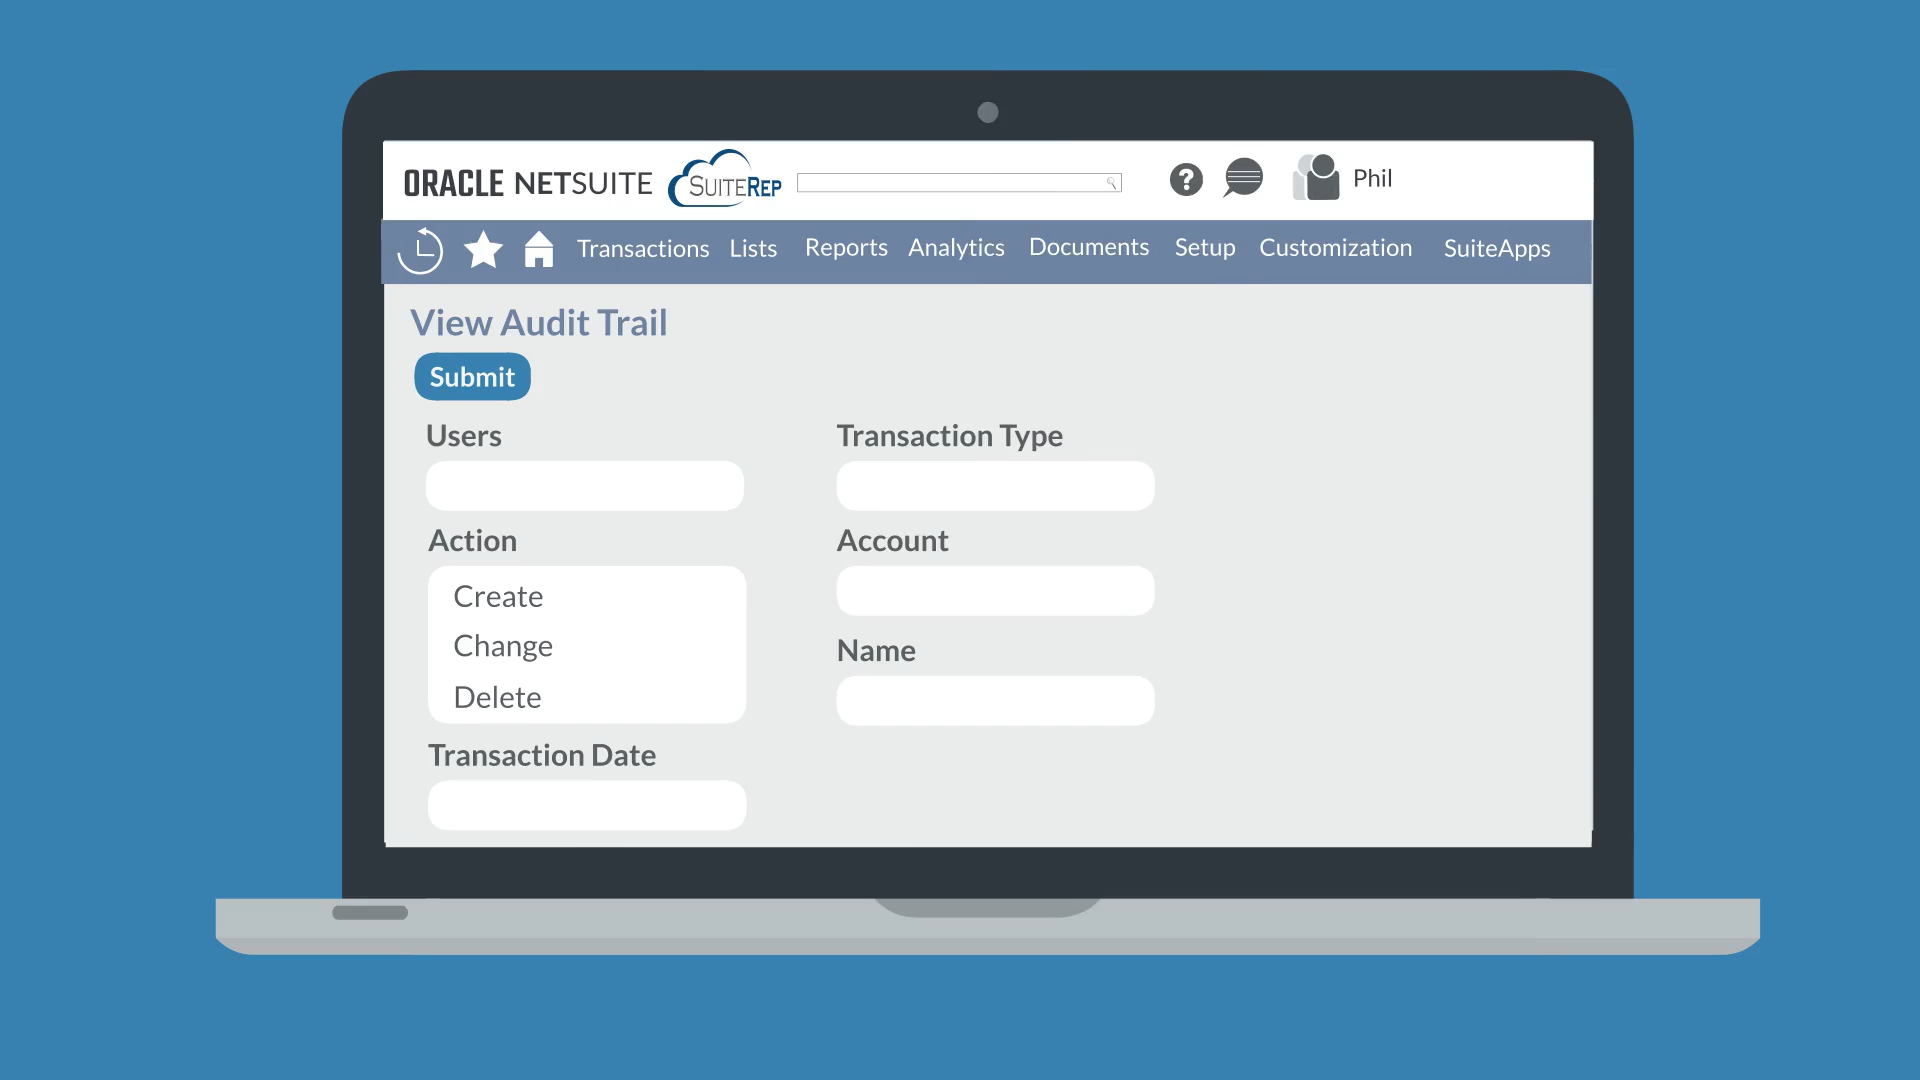 ORACLE NETSUITE SUITEREP ? Phil
Transactions Lists Reports Analytics Documents Setup Customization SuiteApps
View Audit Trail
Submit
Users Transaction Type
Action Account
Create
Change Name
Delete
Transaction Date